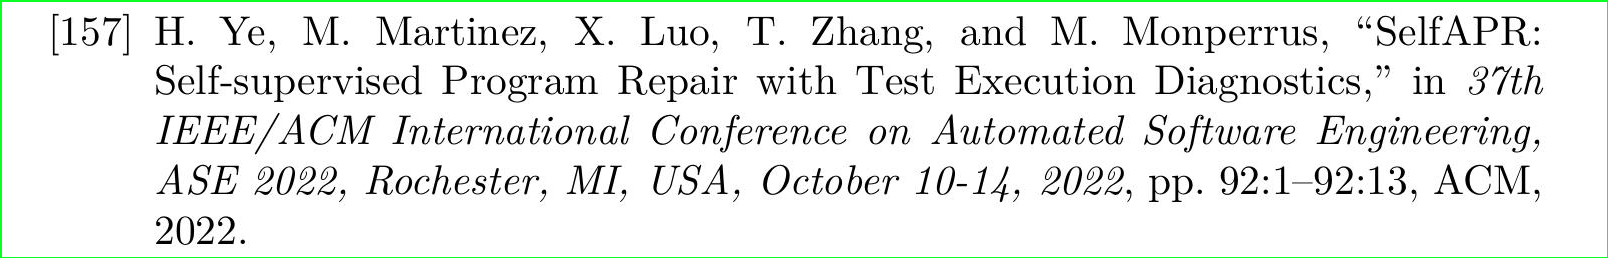 [157] H. Ye, M. Martinez, X. Luo, T. Zhang, and M. Monperrus, “SelfAPR:
Self-supervised Program Repair with Test Execution Diagnostics,” in 37th
IEEE/ACM International Conference on Automated Software Engineering,
ASE 2022, Rochester, MI, USA, October 10-14, 2022, pp. 92:1–92:13, ACM,
2022.